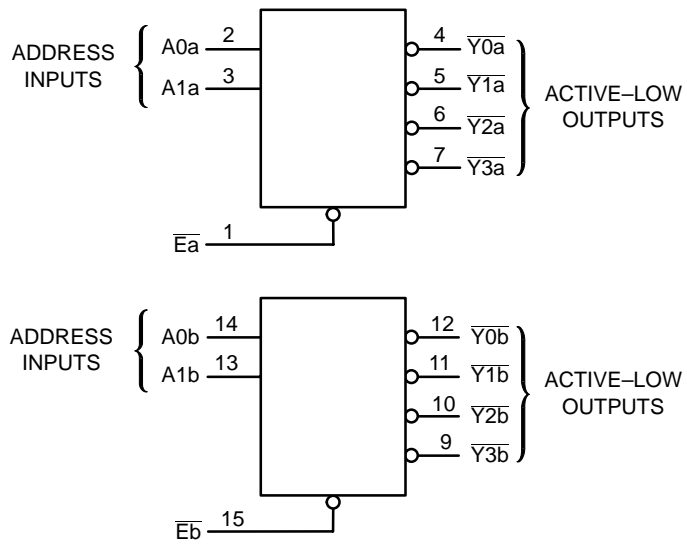 ADDRESS
INPUTS
A0a 2
A1a 3
4 Y0a
5 Y1a
6 Y2a
7 Y3a
ACTIVE–LOW
OUTPUTS
Ea 1
ADDRESS
INPUTS
A0b 14
A1b 13
12 Y0b
11 Y1b
10 Y2b
9 Y3b
ACTIVE–LOW
OUTPUTS
Eb 15